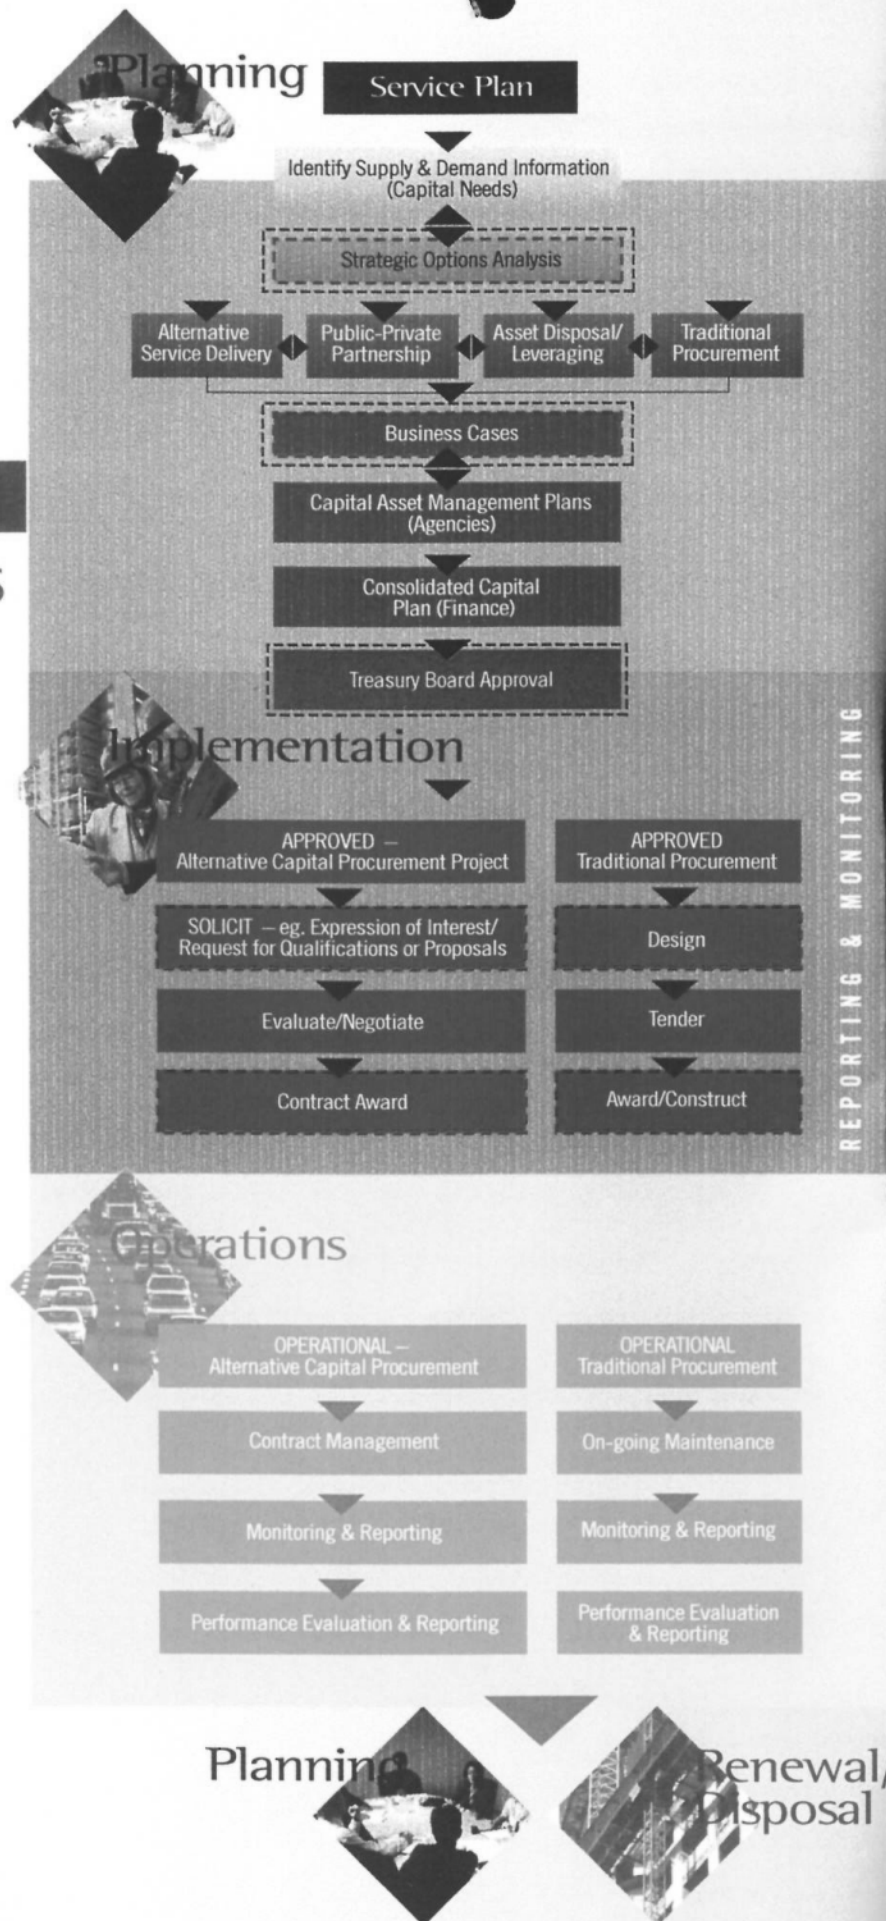 Planning
Service Plan
Identify Supply & Demand Information
(Capital Needs)
Strategic Options Analysis
Alternative
Service Delivery
Public-Private
Partnership
Asset Disposal/
Leveraging
Traditional
Procurement
Business Cases
Capital Asset Management Plans
(Agencies)
Consolidated Capital
Plan (Finance)
Treasury Board Approval
Implementation
APPROVED —
Alternative Capital Procurement Project
SOLICIT — eg. Expression of Interest/
Request for Qualifications or Proposals
Evaluate/Negotiate
Contract Award
APPROVED
Traditional Procurement
Design
Tender
Award/Construct
REPORTING & MONITORING
Operations
OPERATIONAL —
Alternative Capital Procurement
Contract Management
Monitoring & Reporting
Performance Evaluation & Reporting
OPERATIONAL
Traditional Procurement
On-going Maintenance
Monitoring & Reporting
Performance Evaluation
& Reporting
Planning
Renewal/
Disposal